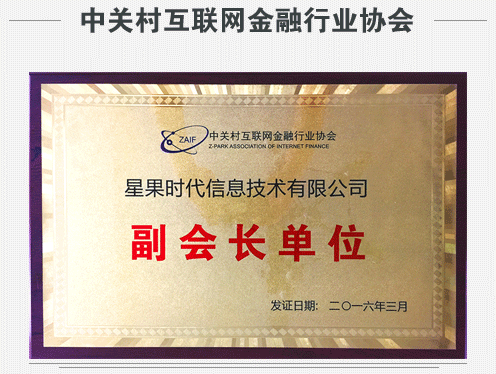 中关村互联网金融行业协会
ZAIF
中关村互联网金融行业协会
Z-PARK ASSOCIATION OF INTERNET FINANCE
星果时代信息技术有限公司
副会长单位
发证日期：二〇一六年三月